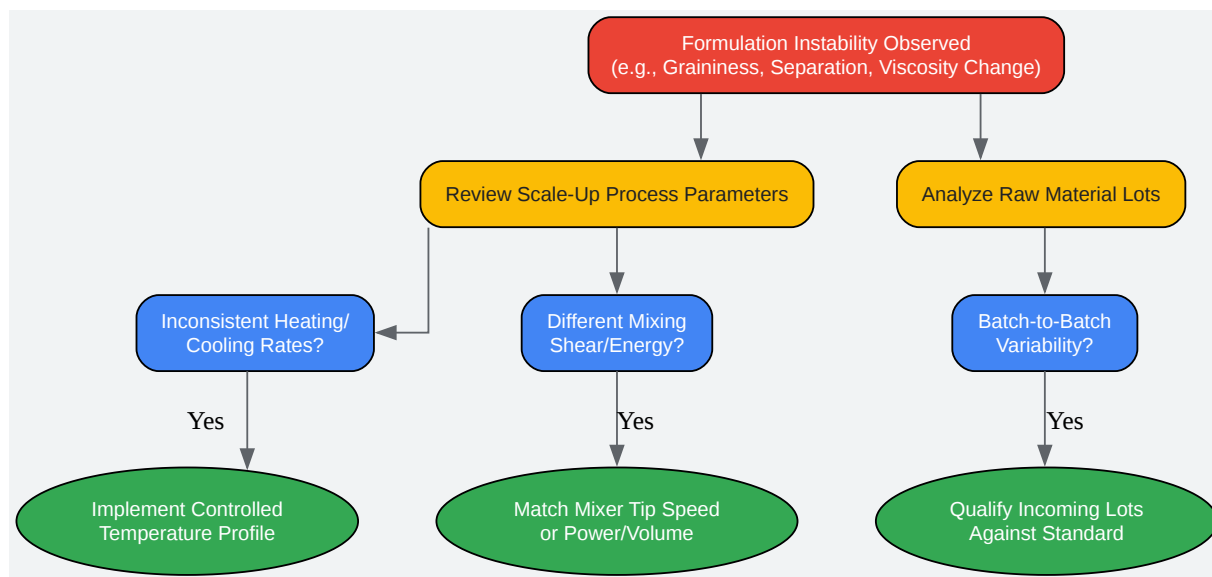 Formulation Instability Observed
(e.g., Graininess, Separation, Viscosity Change)
Review Scale-Up Process Parameters
Analyze Raw Material Lots
Inconsistent Heating/
Cooling Rates?
Different Mixing
Shear/Energy?
Batch-to-Batch
Variability?
Yes
Yes
Yes
Implement Controlled
Temperature Profile
Match Mixer Tip Speed
or Power/Volume
Qualify Incoming Lots
Against Standard